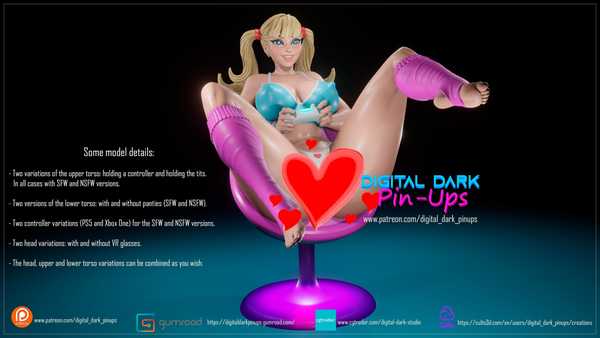 Some model details:
- Two variations of the upper torso: holding a controller and holding the tits.
In all cases with SFW and NSFW versions.
- Two versions of the lower torso: with and without panties (SFW and NSFW).
- Two controller variations (PS5 and Xbox One) for the SFW and NSFW versions.
- Two head variations: with and without VR glasses.
- The head, upper and lower torso variations can be combined as you wish.
DIGITAL DARK
Pin-Ups
www.patreon.com/digital_dark_pinups
www.patreon.com/digital_dark_pinups
gumroad
https://digitaldarkpinups.gumroad.com/
cgtrader
www.cgtrader.com/digital-dark-studio
https://cults3d.com/en/users/digital_dark_pinups/creations